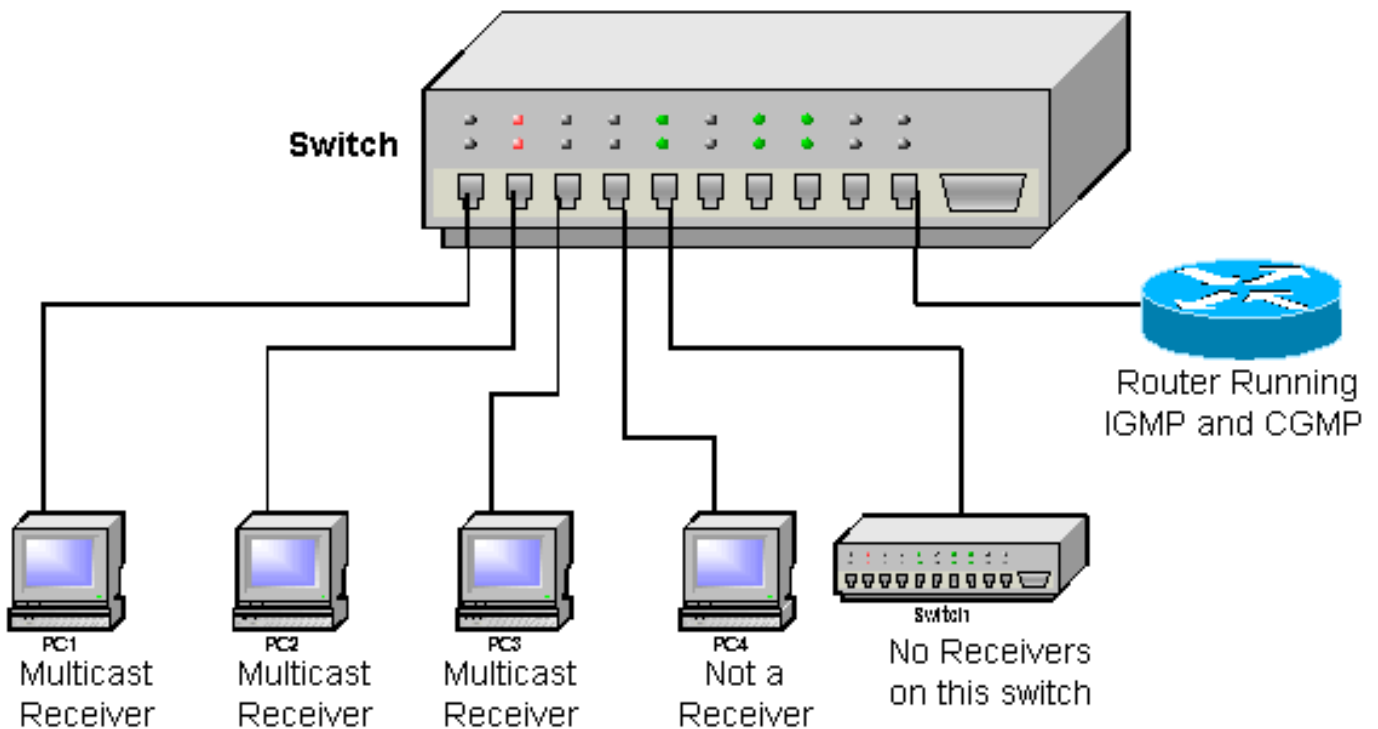 Switch
Router Running
IGMP and CGMP
PC1
Multicast
Receiver
PC2
Multicast
Receiver
PC3
Multicast
Receiver
PC4
Not a
Receiver
Switch
No Receivers
on this switch